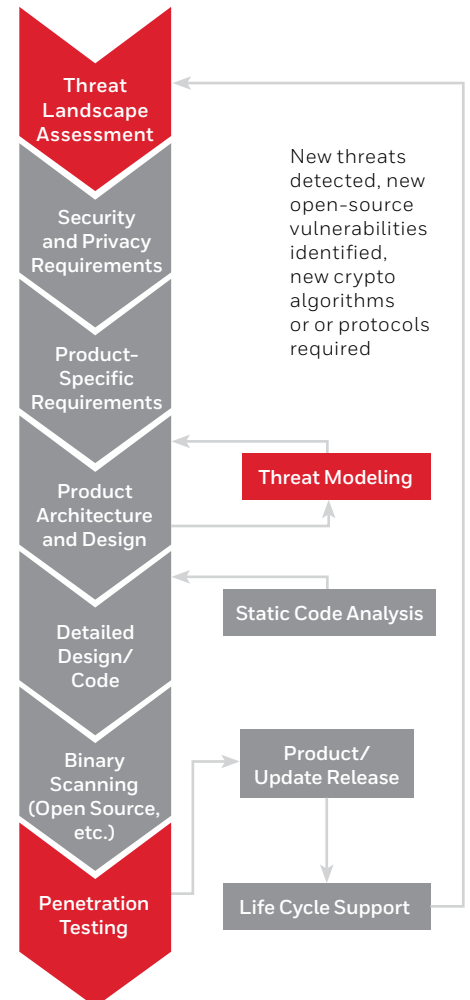 Threat
Landscape
Assessment
New threats
detected, new
open-source
vulnerabilities
identified,
new crypto
algorithms
or or protocols
required
Security
and Privacy
Requirements
Product-
Specific
Requirements
Threat Modeling
Product
Architecture
and Design
Static Code Analysis
Detailed
Design/
Code
Binary
Scanning
(Open Source,
etc.)
Product/
Update Release
Penetration
Testing
Life Cycle Support